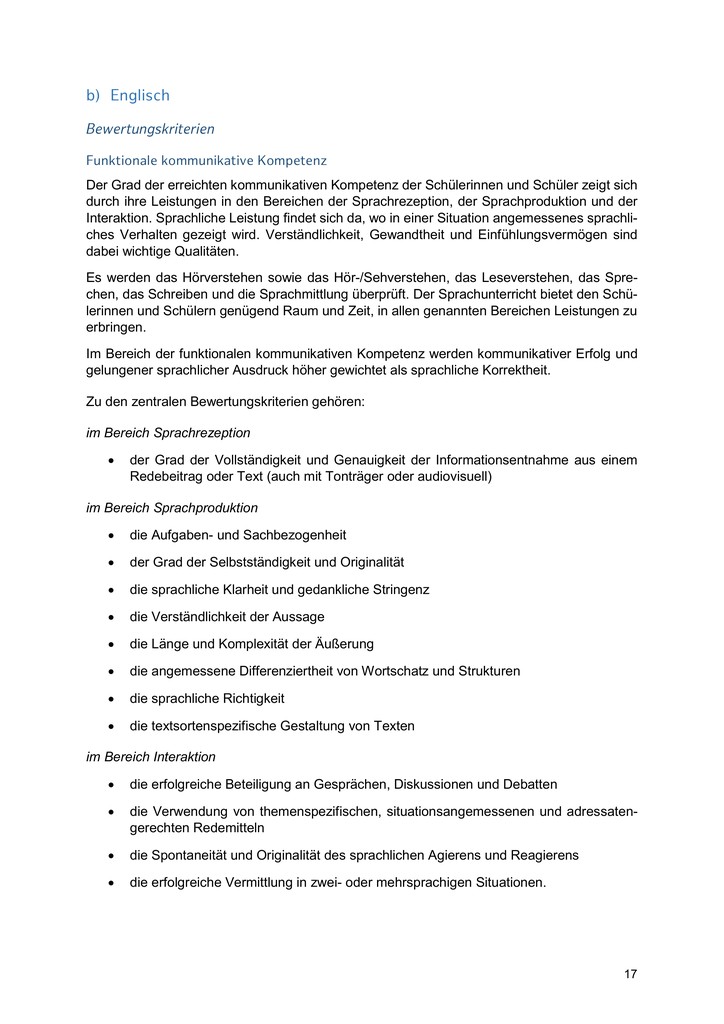 b) Englisch
Bewertungskriterien
Funktionale kommunikative Kompetenz
Der Grad der erreichten kommunikativen Kompetenz der Schülerinnen und Schüler zeigt sich
durch ihre Leistungen in den Bereichen der Sprachrezeption, der Sprachproduktion und der
Interaktion. Sprachliche Leistung findet sich da, wo in einer Situation angemessenes sprachli-
ches Verhalten gezeigt wird. Verständlichkeit, Gewandtheit und Einfühlungsvermögen sind
dabei wichtige Qualitäten.
Es werden das Hörverstehen sowie das Hör-/Sehverstehen, das Leseverstehen, das Spre-
chen, das Schreiben und die Sprachmittlung überprüft. Der Sprachunterricht bietet den Schü-
lerinnen und Schülern genügend Raum und Zeit, in allen genannten Bereichen Leistungen zu
erbringen.
Im Bereich der funktionalen kommunikativen Kompetenz werden kommunikativer Erfolg und
gelungener sprachlicher Ausdruck höher gewichtet als sprachliche Korrektheit.
Zu den zentralen Bewertungskriterien gehören:
im Bereich Sprachrezeption
• der Grad der Vollständigkeit und Genauigkeit der Informationsentnahme aus einem
Redebeitrag oder Text (auch mit Tonträger oder audiovisuell)
im Bereich Sprachproduktion
• die Aufgaben- und Sachbezogenheit
• der Grad der Selbstständigkeit und Originalität
• die sprachliche Klarheit und gedankliche Stringenz
• die Verständlichkeit der Aussage
• die Länge und Komplexität der Äußerung
• die angemessene Differenziertheit von Wortschatz und Strukturen
• die sprachliche Richtigkeit
• die textsortenspezifische Gestaltung von Texten
im Bereich Interaktion
• die erfolgreiche Beteiligung an Gesprächen, Diskussionen und Debatten
• die Verwendung von themenspezifischen, situationsangemessenen und adressaten-
gerechten Redemitteln
• die Spontaneität und Originalität des sprachlichen Agierens und Reagierens
• die erfolgreiche Vermittlung in zwei- oder mehrsprachigen Situationen.
17